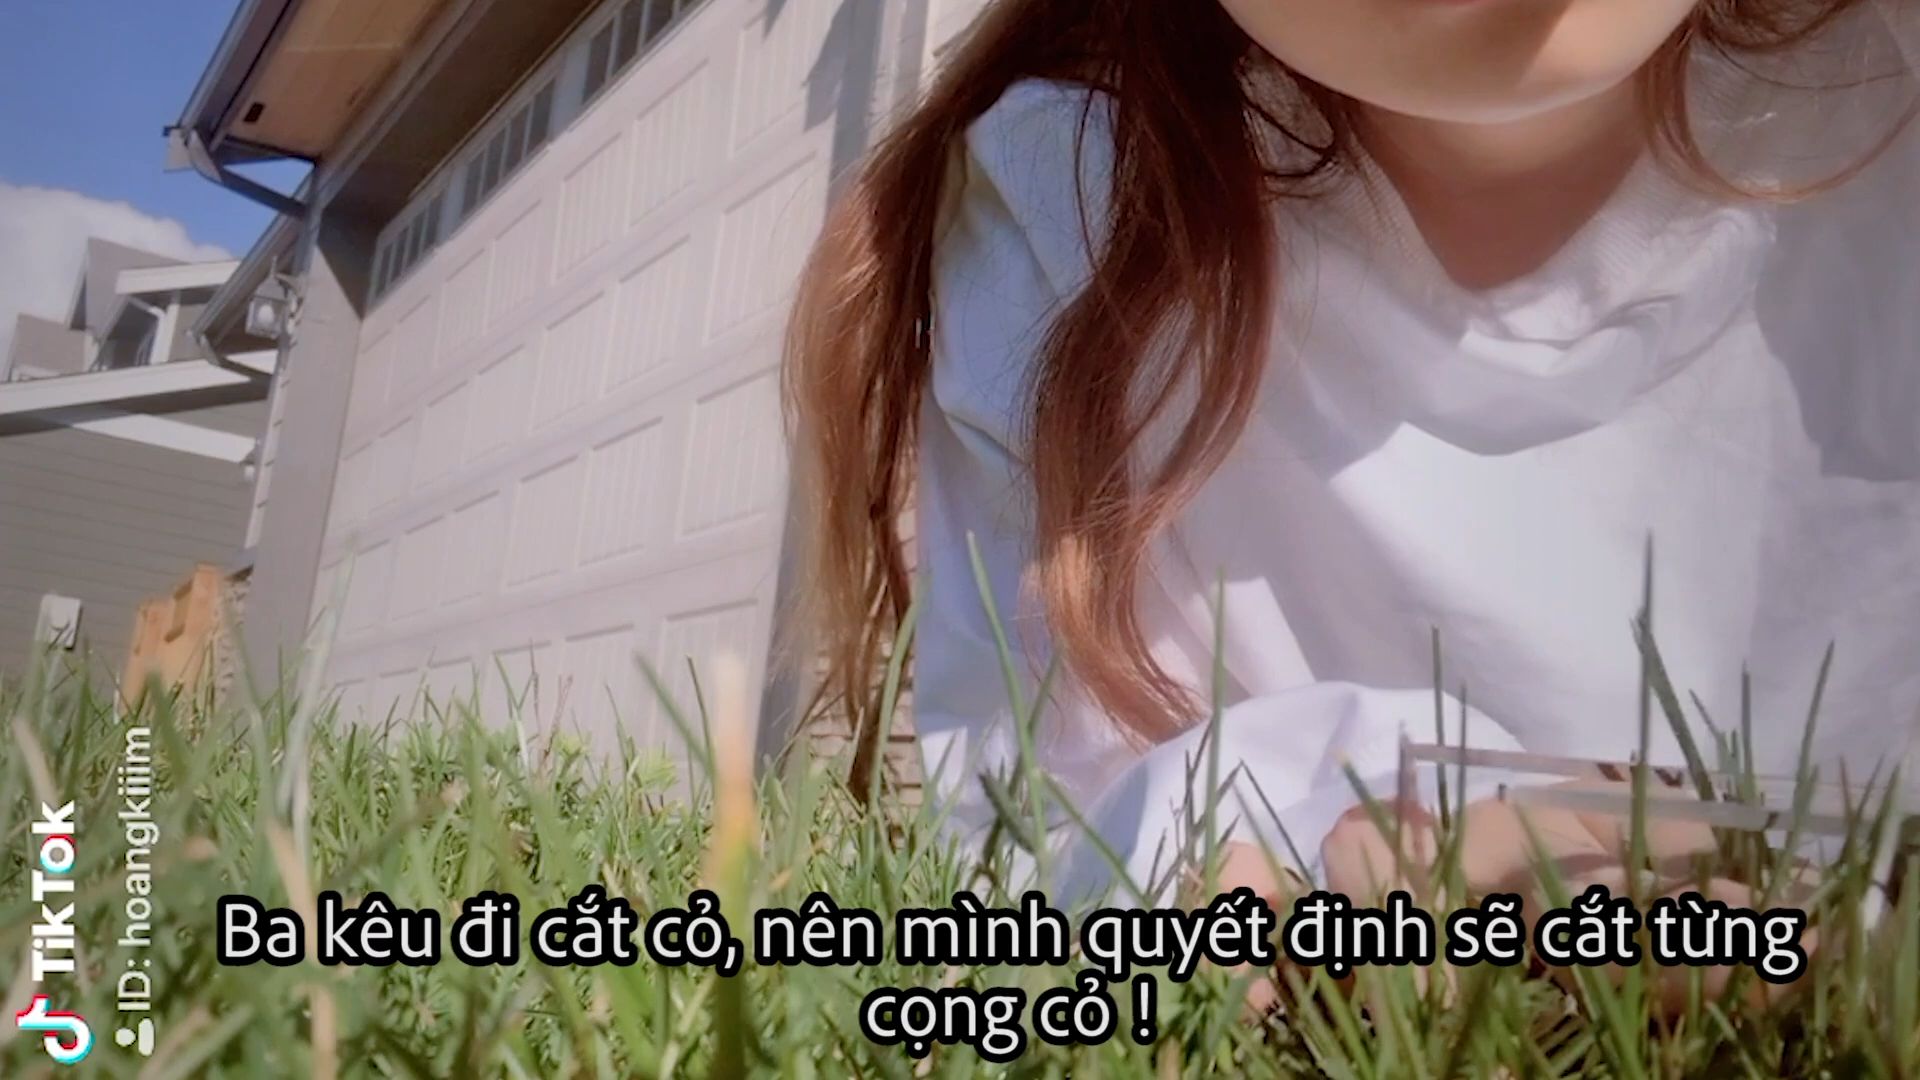 TikTok
ID: hoangkiiim
Ba kêu đi cắt cỏ, nên mình quyết định sẽ cắt từng
cọng cỏ !